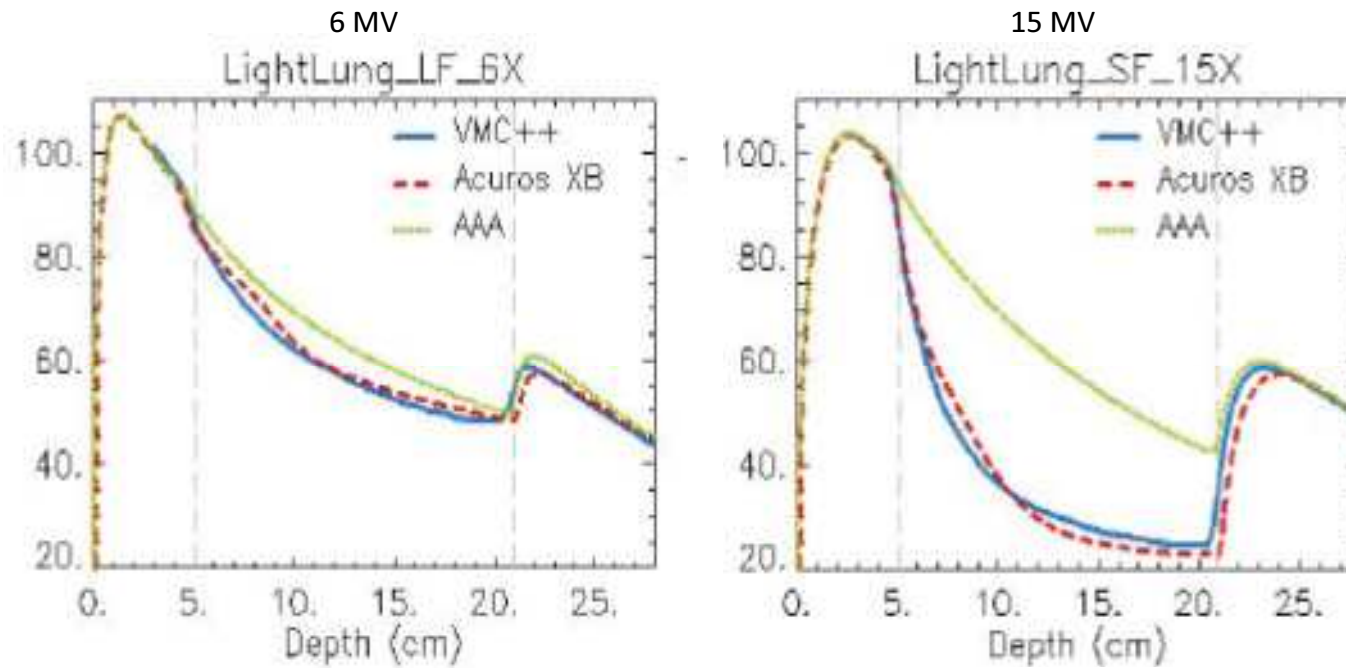 6 MV
LightLung_LF_6X
VMC++
Acuros XB
AAA
100.
80.
60.
40.
20.
0. 5. 10. 15. 20. 25.
Depth (cm)
15 MV
LightLung_SF_15X
VMC++
Acuros XB
AAA
100.
80.
60.
40.
20.
0. 5. 10. 15. 20. 25.
Depth (cm)